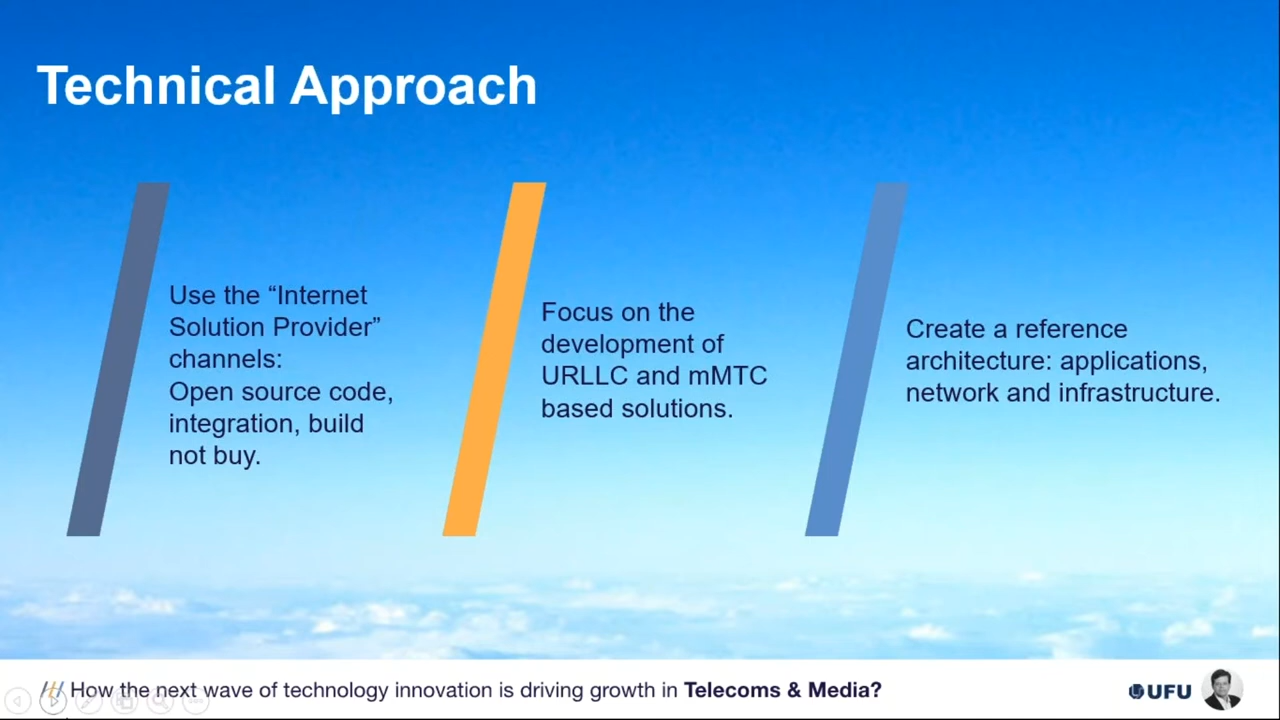 Technical Approach
Use the “Internet
Solution Provider”
channels:
Open source code,
integration, build
not buy.
Focus on the
development of
URLLC and mMTC
based solutions.
Create a reference
architecture: applications,
network and infrastructure.
How the next wave of technology innovation is driving growth in Telecoms & Media?
UFU